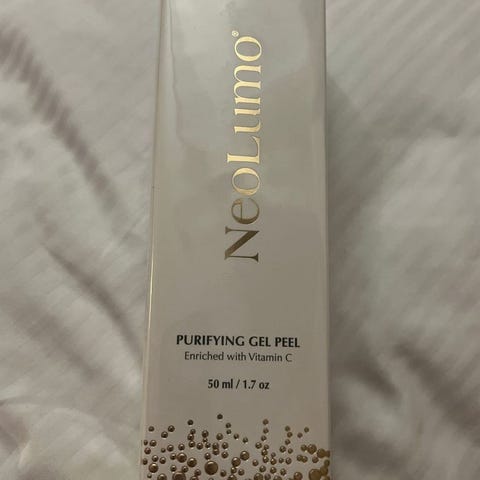 NEOLUMO®
PURIFYING GEL PEEL
Enriched with Vitamin C
50 ml / 1.7 oz